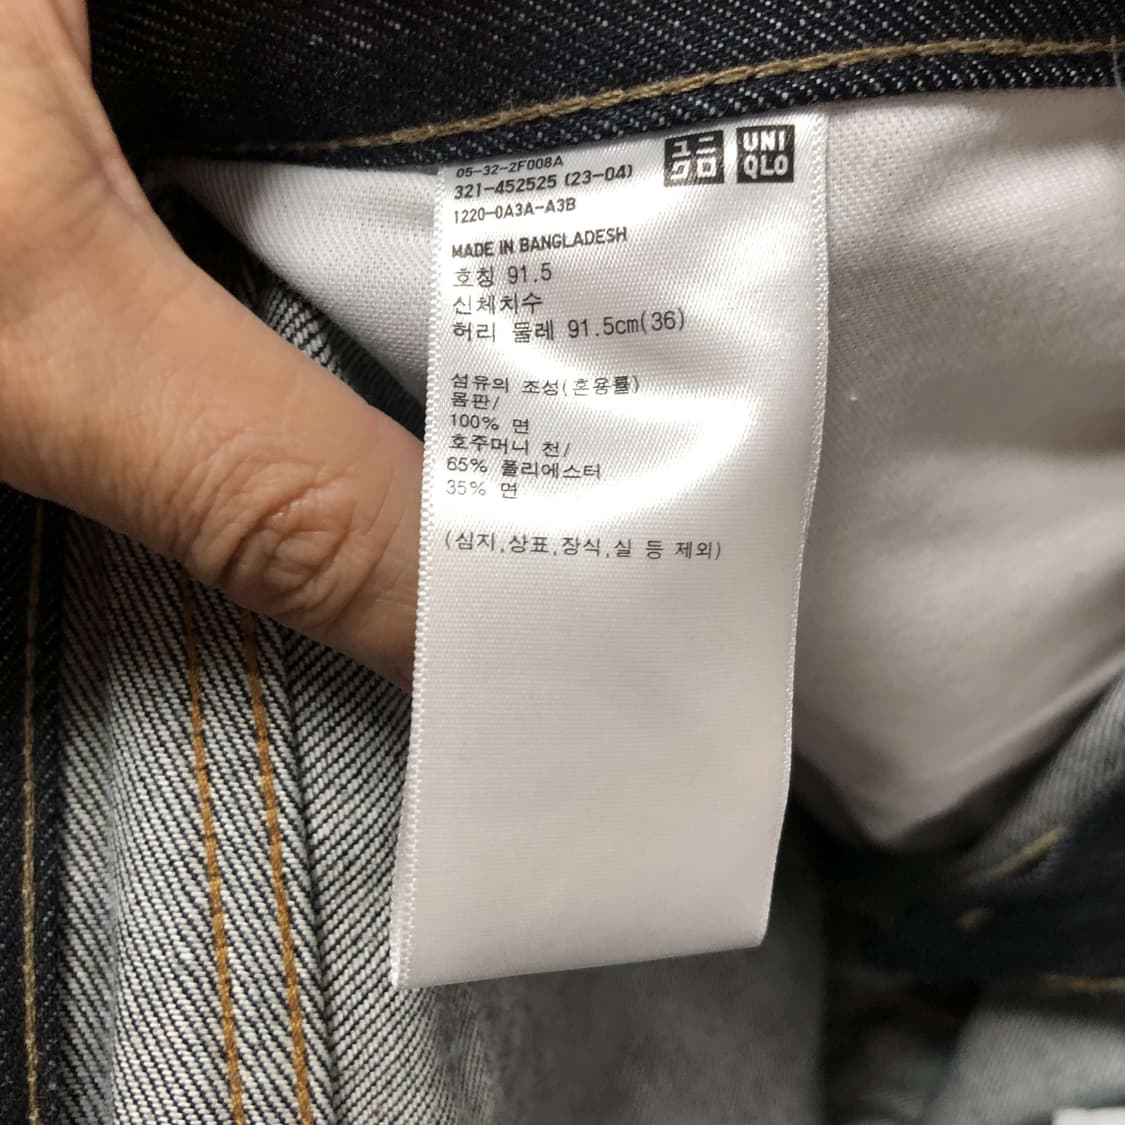 05-32-2F008A
321-452525 (23-04)
1220-0A3A-A3B
ユニ
クロ
UNI
QLO
MADE IN BANGLADESH
호칭 91.5
신체치수
허리 둘레 91.5cm(36)
섬유의 조성(혼용률)
몸판/
100% 면
호주머니 천/
65% 폴리에스터
35% 면
(심지,상표,장식,실 등 제외)